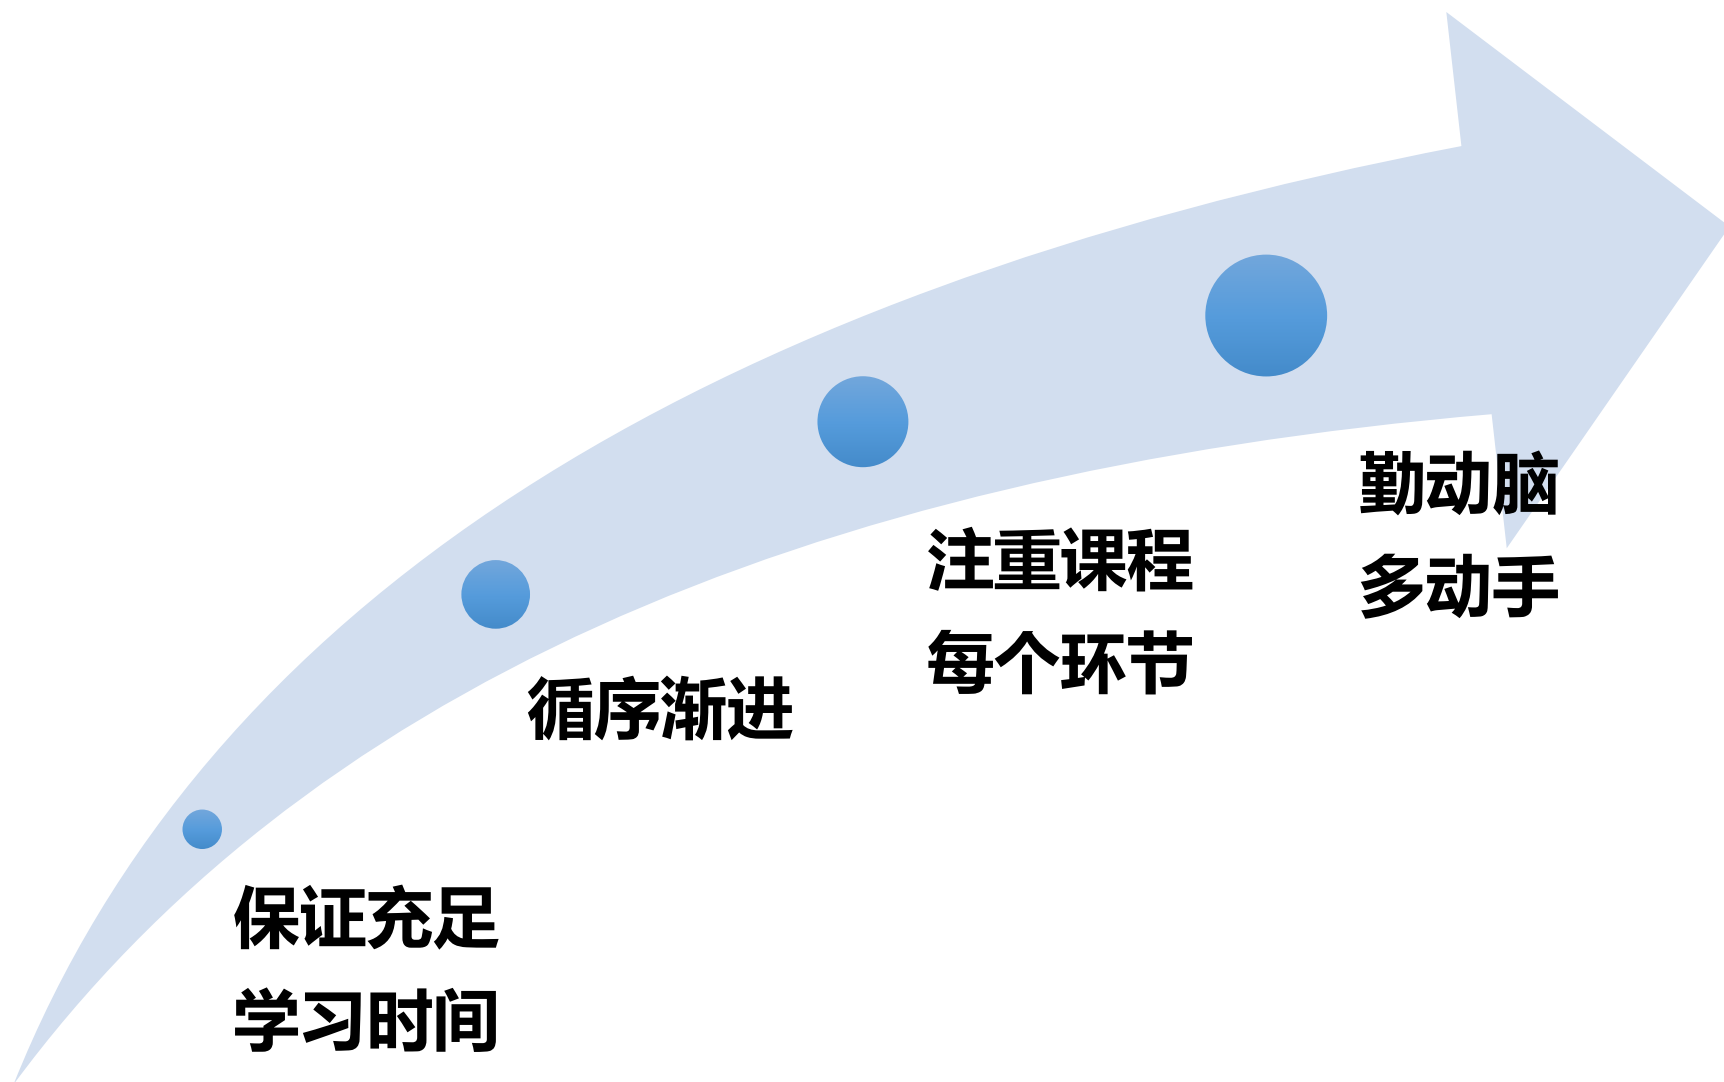 保证充足
学习时间
循序渐进
注重课程
每个环节
勤动脑
多动手